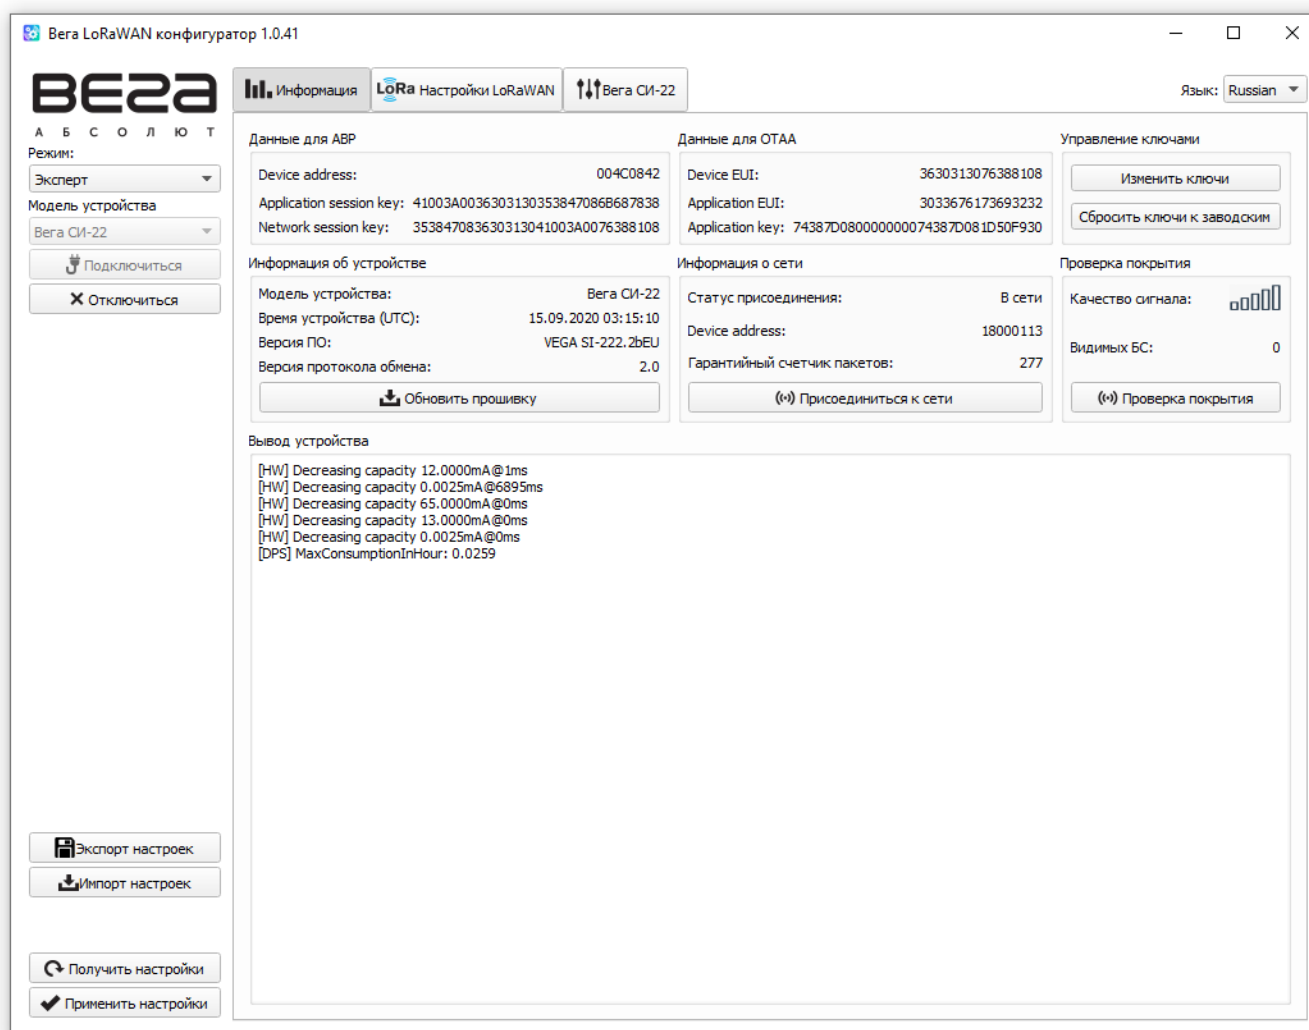 Вега LoRaWAN конфигуратор 1.0.41
ВЕГА
АБСОЛЮТ
Режим:
Эксперт
Модель устройства
Вега СИ-22
Подключиться
Отключиться
Экспорт настроек
Импорт настроек
Получить настройки
Применить настройки
Информация
LoRa Настройки LoRaWAN
Вега СИ-22
Язык: Russian
Данные для ABP
Device address: 004C0842
Application session key: 41003A0036303130353847086B687838
Network session key: 353847083630313041003A0076388108
Данные для OTAA
Device EUI: 3630313076388108
Application EUI: 3033676173693232
Application key: 74387D080000000074387D081D50F930
Управление ключами
Изменить ключи
Сбросить ключи к заводским
Информация об устройстве
Модель устройства: Вега СИ-22
Время устройства (UTC): 15.09.2020 03:15:10
Версия ПО: VEGA SI-222.2bEU
Версия протокола обмена: 2.0
Обновить прошивку
Информация о сети
Статус присоединения: В сети
Device address: 18000113
Гарантийный счетчик пакетов: 277
Присоединиться к сети
Проверка покрытия
Качество сигнала:
Видимых БС: 0
Проверка покрытия
Вывод устройства
[HW] Decreasing capacity 12.0000mA@1ms
[HW] Decreasing capacity 0.0025mA@6895ms
[HW] Decreasing capacity 65.0000mA@0ms
[HW] Decreasing capacity 13.0000mA@0ms
[HW] Decreasing capacity 0.0025mA@0ms
[DPS] MaxConsumptionInHour: 0.0259